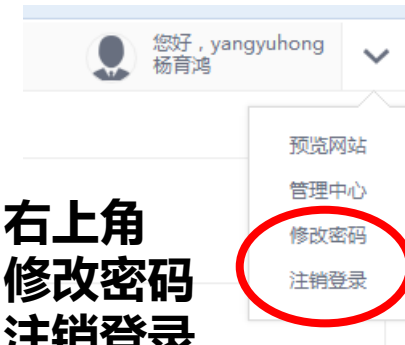 您好，yangyuhong
杨育鸿
预览网站
管理中心
修改密码
注销登录
右上角
修改密码
注销登录